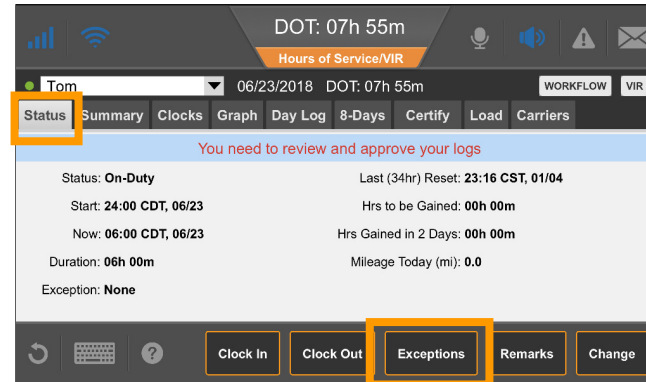 DOT: 07h 55m
Hours of Service/VIR
Tom 06/23/2018 DOT: 07h 55m WORKFLOW VIR
Status Summary Clocks Graph Day Log 8-Days Certify Load Carriers
You need to review and approve your logs
Status: On-Duty Last (34hr) Reset: 23:16 CST, 01/04
Start: 24:00 CDT, 06/23 Hrs to be Gained: 00h 00m
Now: 06:00 CDT, 06/23 Hrs Gained in 2 Days: 00h 00m
Duration: 06h 00m Mileage Today (mi): 0.0
Exception: None
? Clock In Clock Out Exceptions Remarks Change